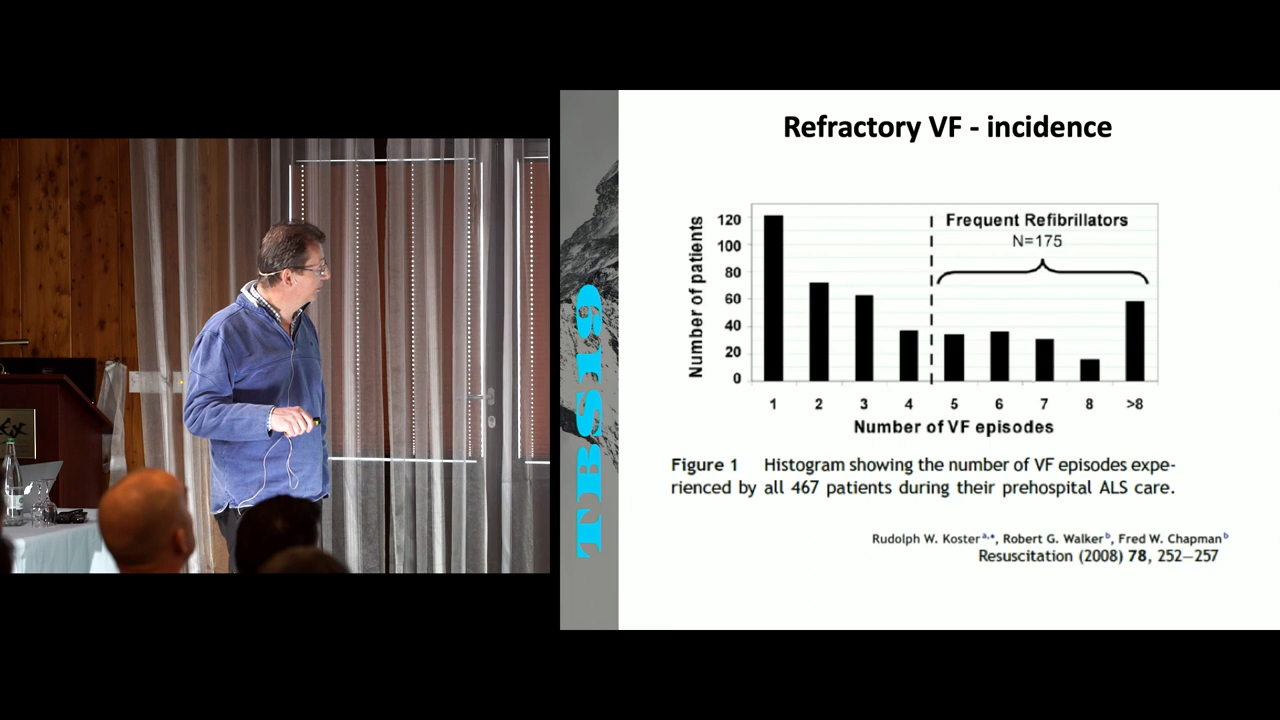 TBS19
Refractory VF - incidence
Number of patients
120
100
80
60
40
20
0
Frequent Refibrillators
N=175
1 2 3 4 5 6 7 8 >8
Number of VF episodes
Figure 1 Histogram showing the number of VF episodes expe-
rienced by all 467 patients during their prehospital ALS care.
Rudolph W. Koster a,*, Robert G. Walker b, Fred W. Chapman b
Resuscitation (2008) 78, 252–257